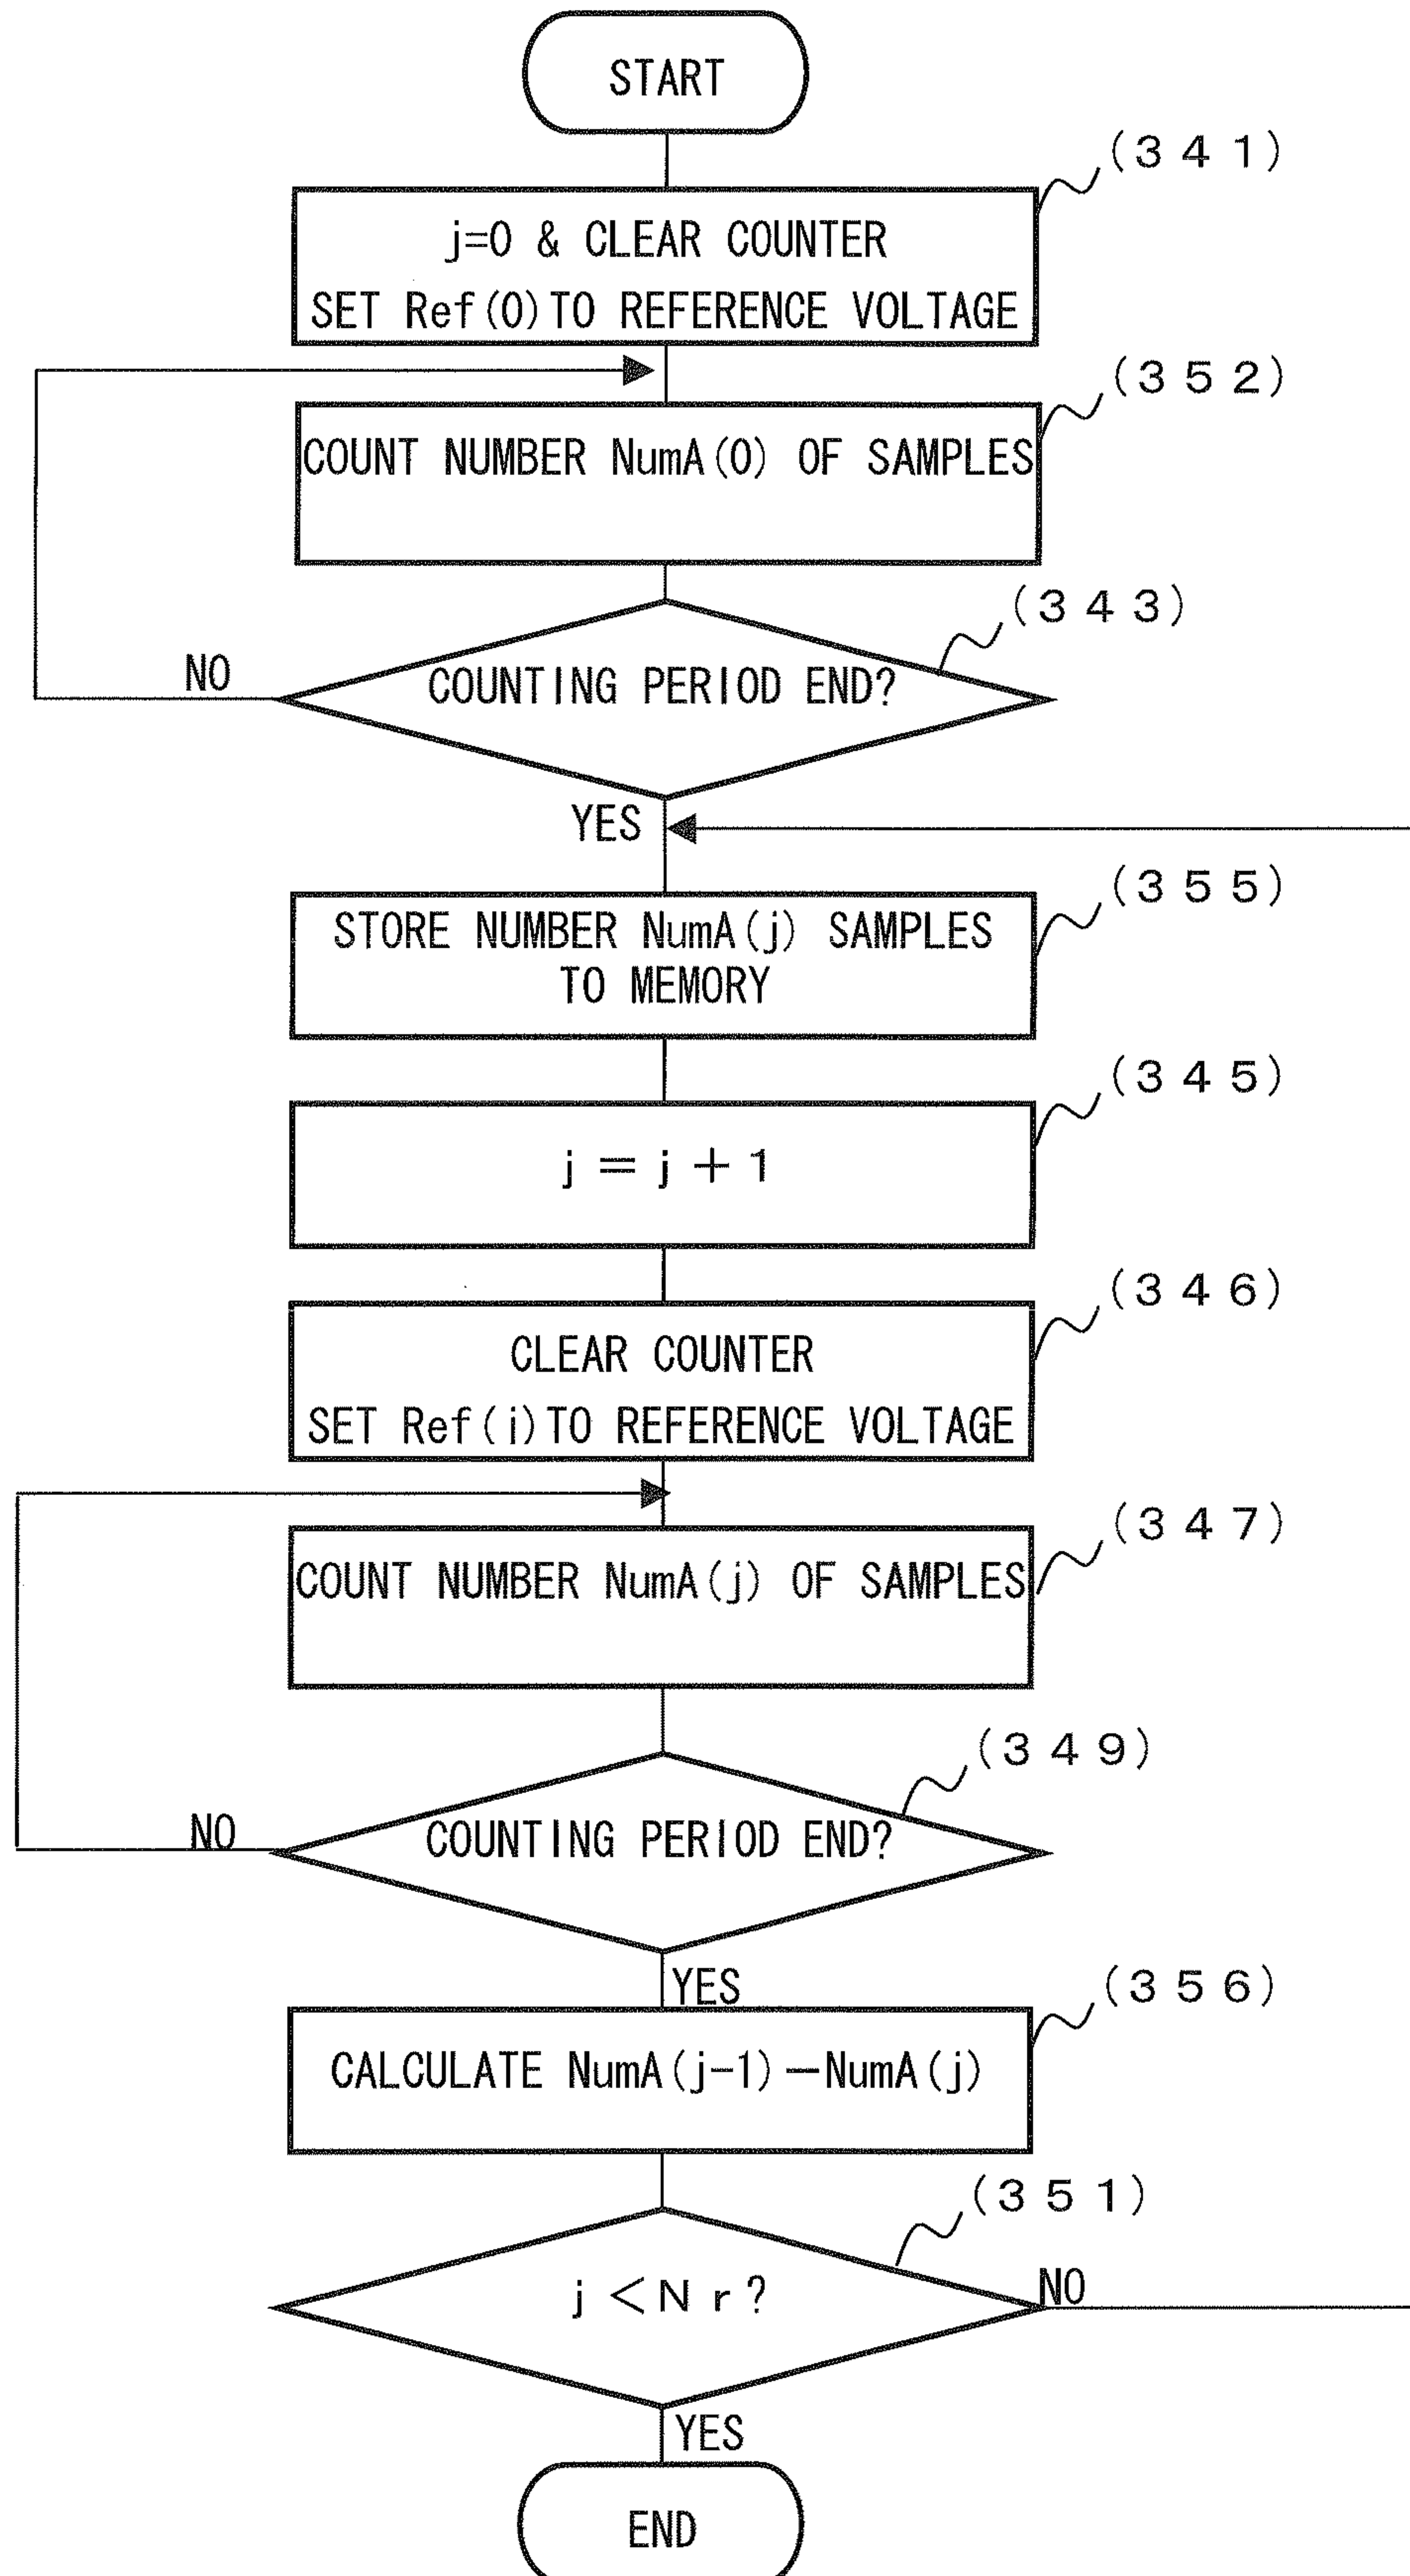 START
(341)
j=0 & CLEAR COUNTER
SET Ref(0)TO REFERENCE VOLTAGE
(352)
COUNT NUMBER NumA(0) OF SAMPLES
(343)
NO
COUNTING PERIOD END?
YES
(355)
STORE NUMBER NumA(j) SAMPLES
TO MEMORY
(345)
j=j+1
(346)
CLEAR COUNTER
SET Ref(i)TO REFERENCE VOLTAGE
(347)
COUNT NUMBER NumA(j) OF SAMPLES
(349)
NO
COUNTING PERIOD END?
YES
(356)
CALCULATE NumA(j-1)-NumA(j)
(351)
j<Nr?
NO
YES
END